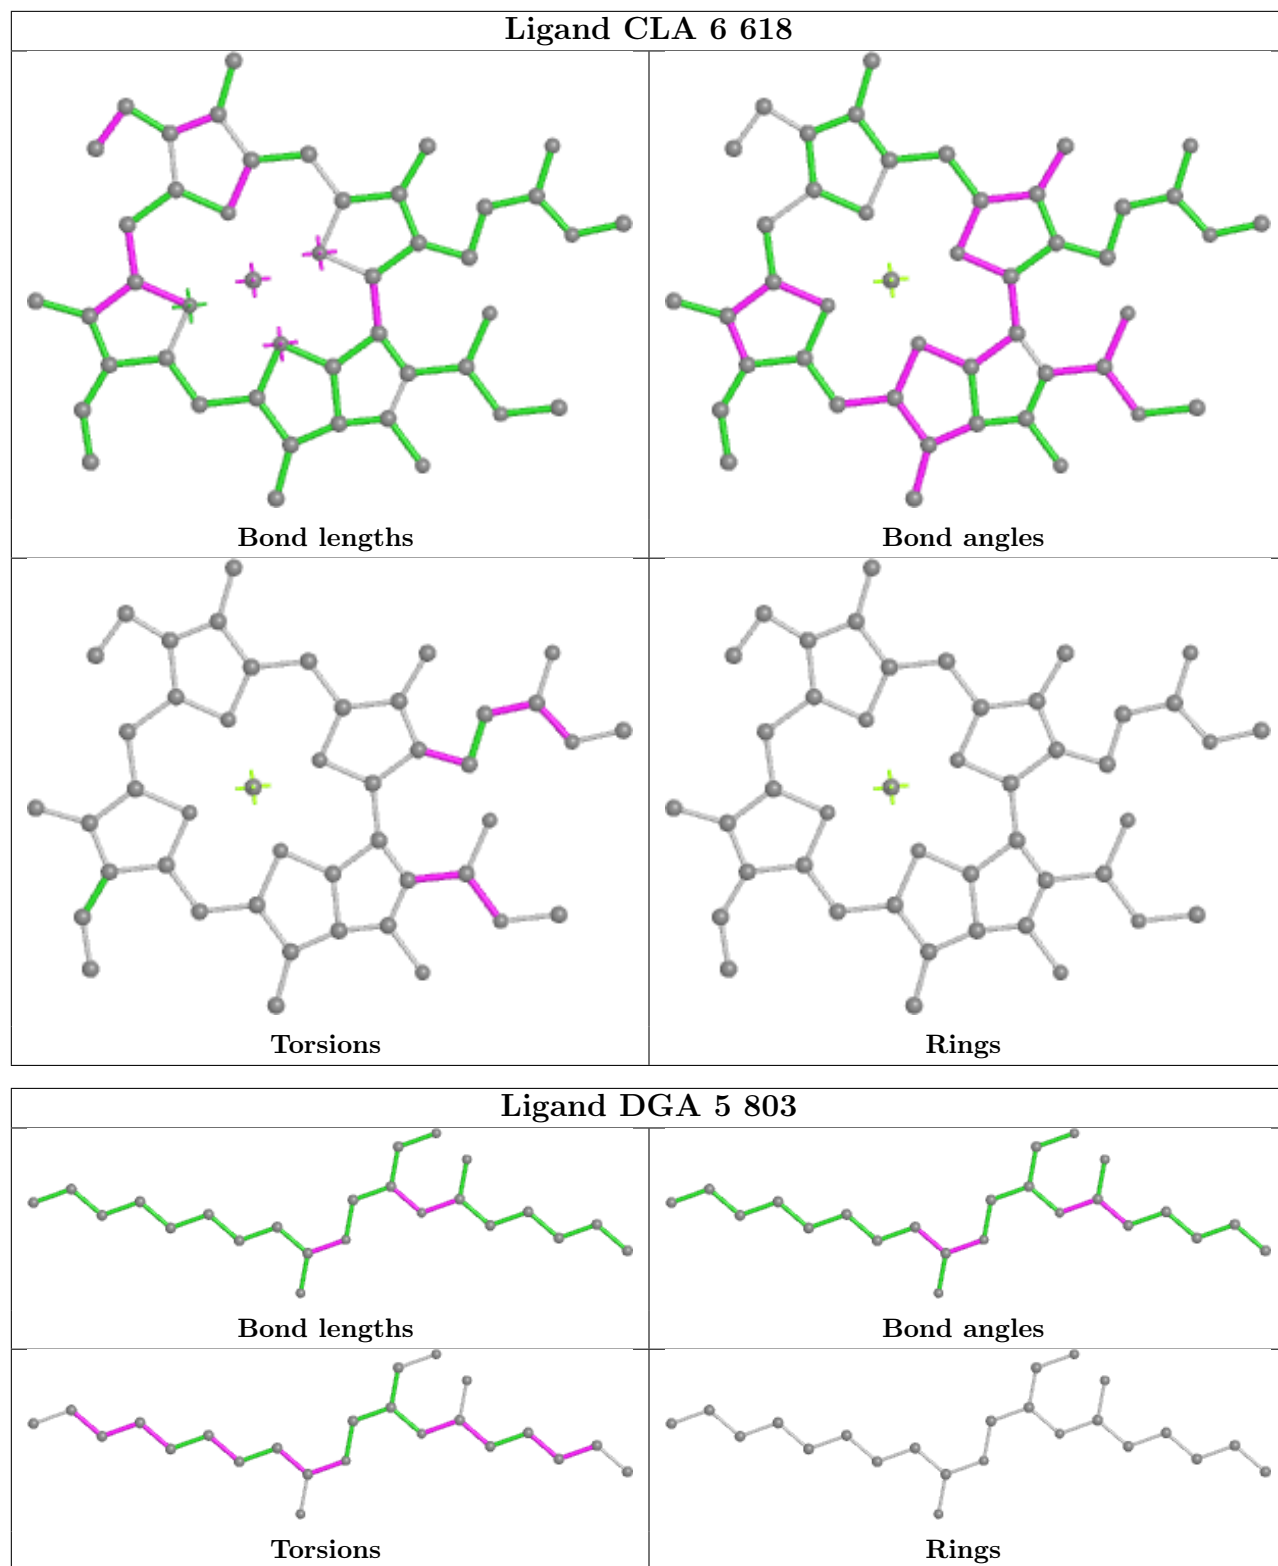 Ligand CLA 6 618
Bond lengths
Bond angles
Torsions
Rings
Ligand DGA 5 803
Bond lengths
Bond angles
Torsions
Rings